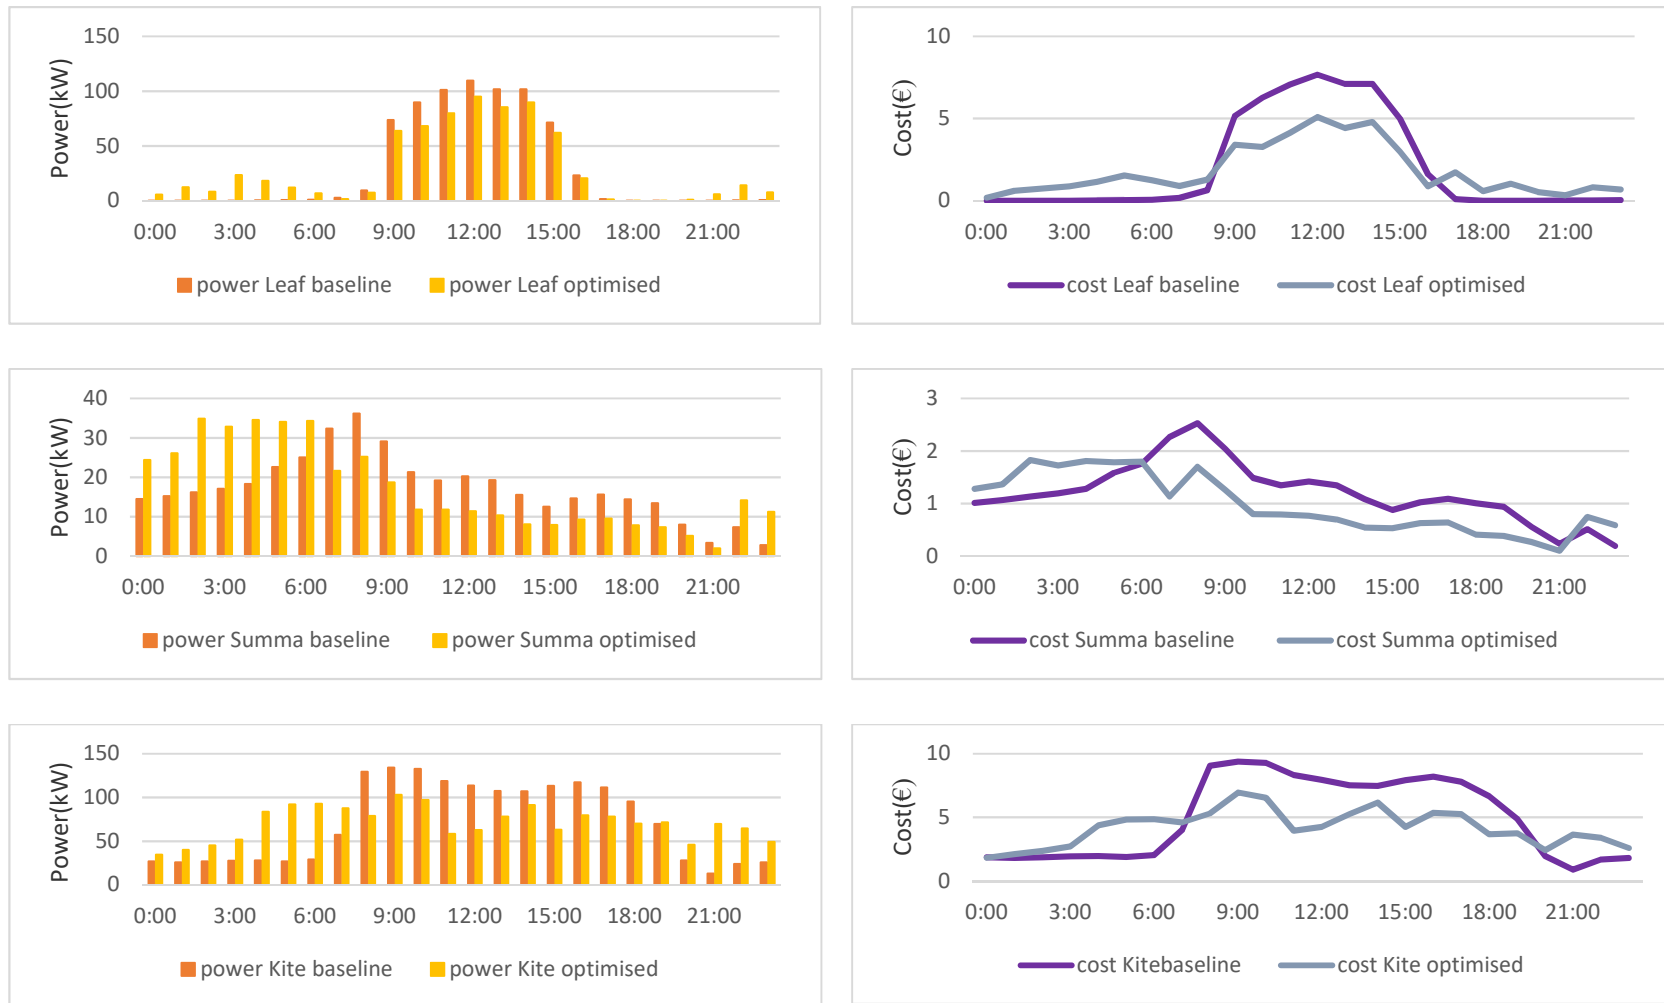 150
100
50
0
Power(kW)
0:00 3:00 6:00 9:00 12:00 15:00 18:00 21:00
power Leaf baseline power Leaf optimised
10
5
0
Cost(€)
0:00 3:00 6:00 9:00 12:00 15:00 18:00 21:00
cost Leaf baseline cost Leaf optimised
40
30
20
10
0
Power(kW)
0:00 3:00 6:00 9:00 12:00 15:00 18:00 21:00
power Summa baseline power Summa optimised
3
2
1
0
Cost(€)
0:00 3:00 6:00 9:00 12:00 15:00 18:00 21:00
cost Summa baseline cost Summa optimised
150
100
50
0
Power(kW)
0:00 3:00 6:00 9:00 12:00 15:00 18:00 21:00
power Kite baseline power Kite optimised
10
5
0
Cost(€)
0:00 3:00 6:00 9:00 12:00 15:00 18:00 21:00
cost Kitebaseline cost Kite optimised